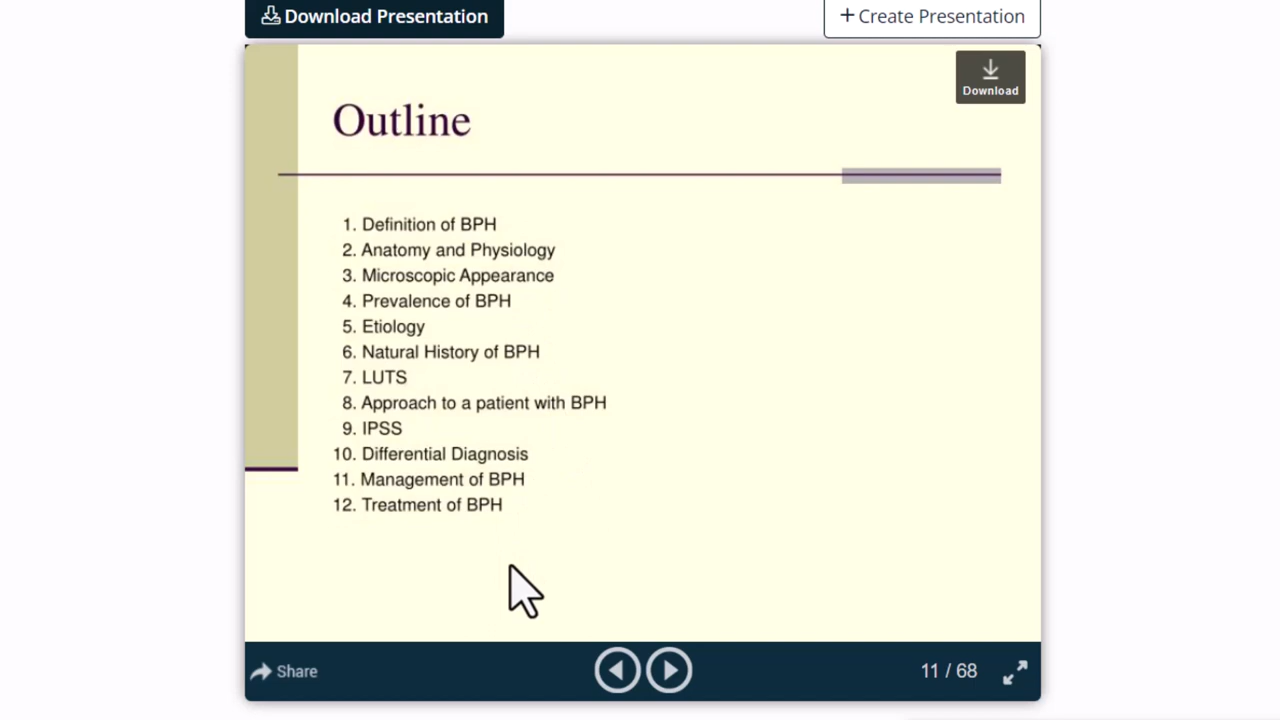 Download Presentation
+ Create Presentation
Download
Outline
1. Definition of BPH
2. Anatomy and Physiology
3. Microscopic Appearance
4. Prevalence of BPH
5. Etiology
6. Natural History of BPH
7. LUTS
8. Approach to a patient with BPH
9. IPSS
10. Differential Diagnosis
11. Management of BPH
12. Treatment of BPH
Share
11 / 68